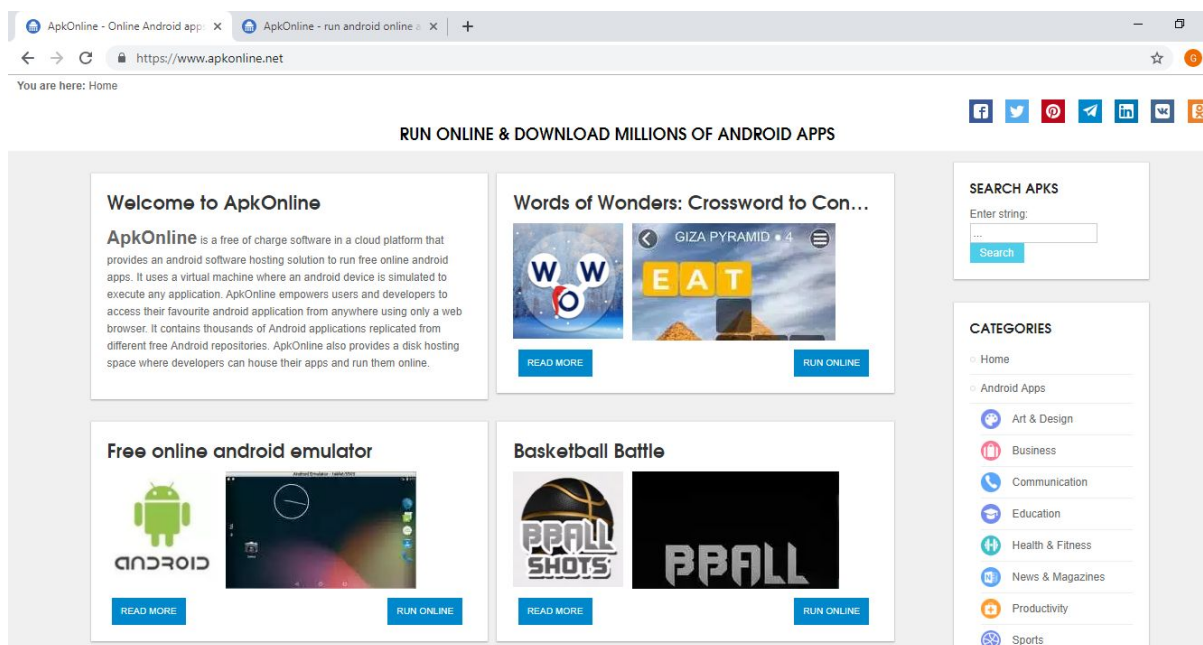 ApkOnline - Online Android app
ApkOnline - run android online a
https://www.apkonline.net
G
You are here: Home
RUN ONLINE & DOWNLOAD MILLIONS OF ANDROID APPS
Welcome to ApkOnline
ApkOnline is a free of charge software in a cloud platform that
provides an android software hosting solution to run free online android
apps. It uses a virtual machine where an android device is simulated to
execute any application. ApkOnline empowers users and developers to
access their favourite android application from anywhere using only a web
browser. It contains thousands of Android applications replicated from
different free Android repositories. ApkOnline also provides a disk hosting
space where developers can house their apps and run them online.
Words of Wonders: Crossword to Con...
W W
O
GIZA PYRAMID • 4
E A T
READ MORE
RUN ONLINE
Free online android emulator
android
READ MORE
RUN ONLINE
Basketball Battle
BBALL
SHOTS
BBALL
READ MORE
RUN ONLINE
SEARCH APKS
Enter string:
...
Search
CATEGORIES
Home
Android Apps
Art & Design
Business
Communication
Education
Health & Fitness
News & Magazines
Productivity
Sports